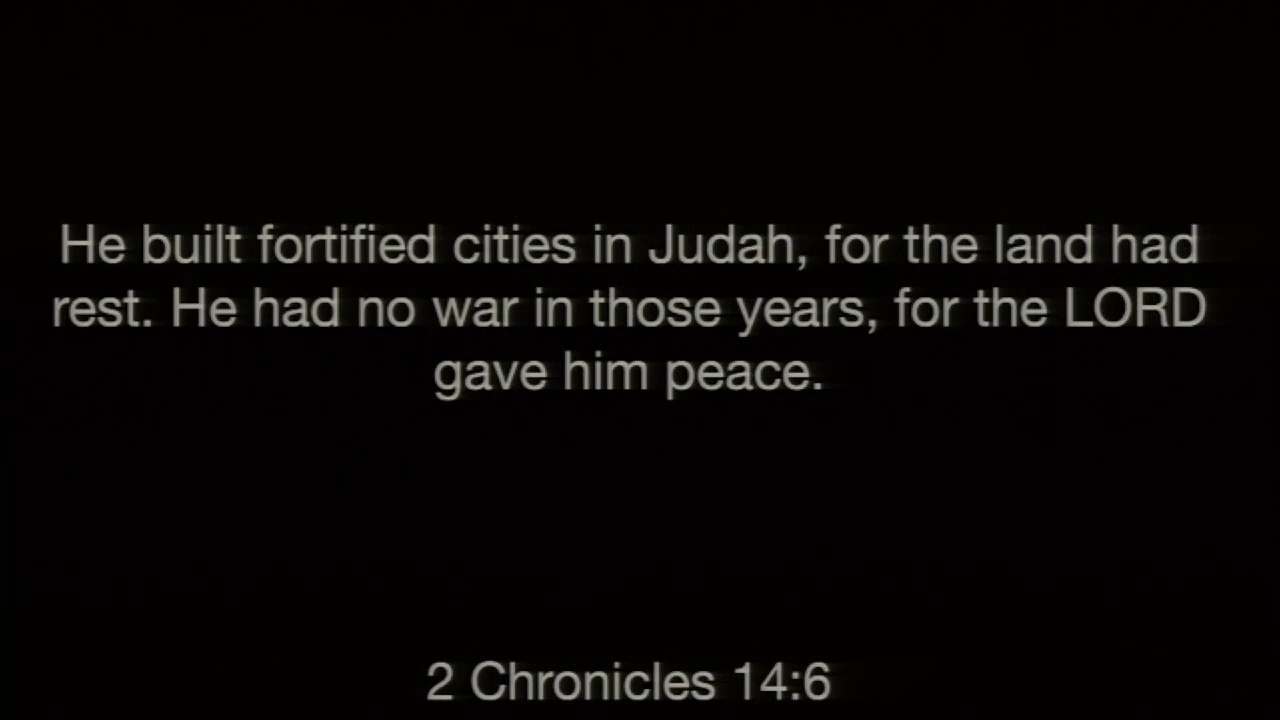 He built fortified cities in Judah, for the land had
rest. He had no war in those years, for the LORD
gave him peace.
2 Chronicles 14:6